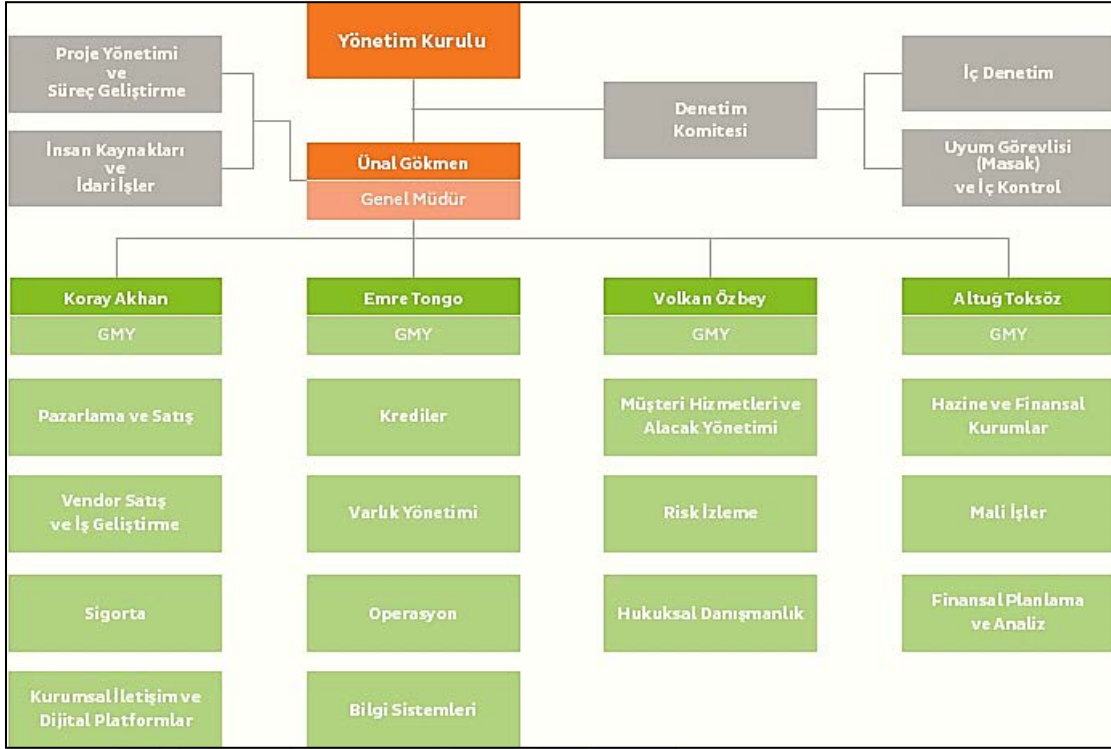 Yönetim Kurulu
Proje Yönetimi
ve
Süreç Geliştirme
İnsan Kaynakları
ve
İdari İşler
Denetim
Komitesi
İç Denetim
Uyum Görevlisi
(Masak)
ve İç Kontrol
Ünal Gökmen
Genel Müdür
Koray Akhan
GMY
Pazarlama ve Satış
Vendor Satış
ve İş Geliştirme
Sigorta
Kurumsal İletişim ve
Dijital Platformlar
Emre Tongo
GMY
Krediler
Varlık Yönetimi
Operasyon
Bilgi Sistemleri
Volkan Özbey
GMY
Müşteri Hizmetleri ve
Alacak Yönetimi
Risk İzleme
Hukuksal Danışmanlık
Altuğ Toksöz
GMY
Hazine ve Finansal
Kurumlar
Mali İşler
Finansal Planlama
ve Analiz